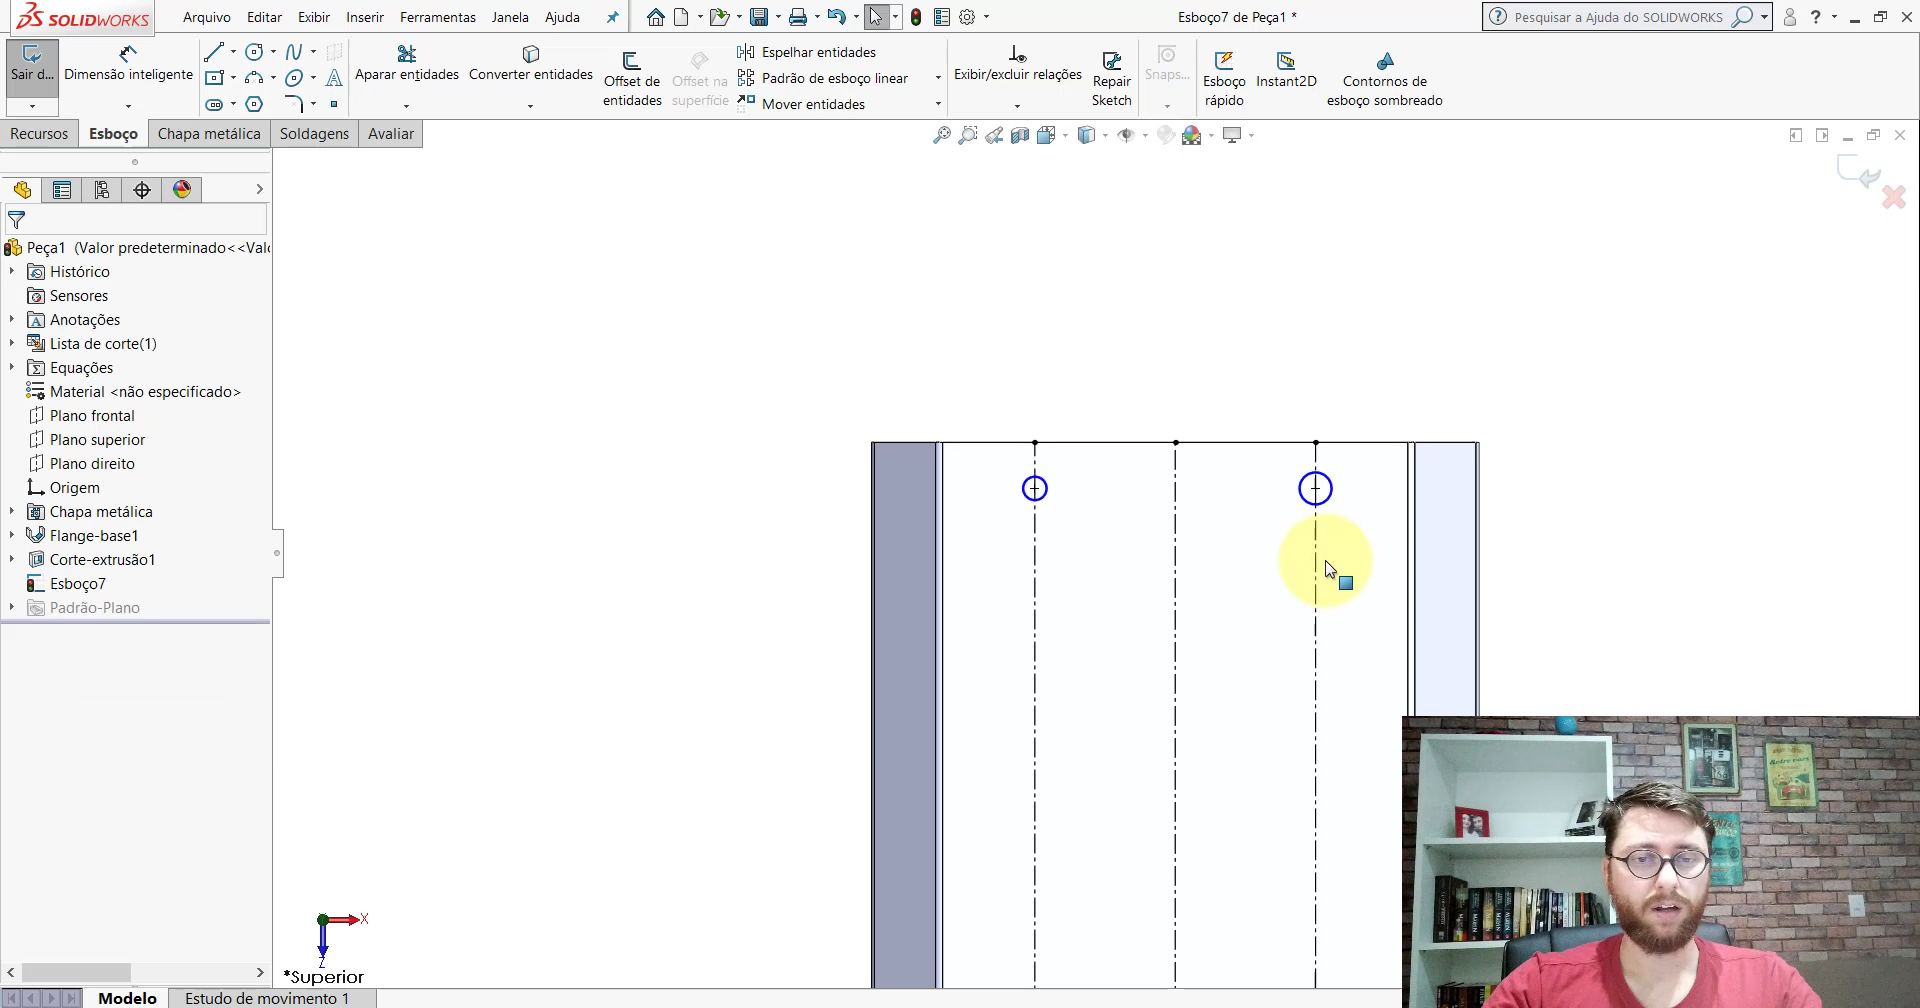 SOLIDWORKS
Arquivo Editar Exibir Inserir Ferramentas Janela Ajuda
Esboço7 de Peça1 *
Pesquisar a Ajuda do SOLIDWORKS
Sair d...
Dimensão inteligente
Aparar entidades
Converter entidades
Offset de entidades
Offset na superfície
Espelhar entidades
Padrão de esboço linear
Mover entidades
Exibir/excluir relações
Repair Sketch
Snaps...
Esboço rápido
Instant2D
Contornos de esboço sombreado
Recursos Esboço Chapa metálica Soldagens Avaliar
Peça1 (Valor predeterminado<<Valo
Histórico
Sensores
Anotações
Lista de corte(1)
Equações
Material <não especificado>
Plano frontal
Plano superior
Plano direito
Origem
Chapa metálica
Flange-base1
Corte-extrusão1
Esboço7
Padrão-Plano
X
Z
*Superior
Modelo Estudo de movimento 1